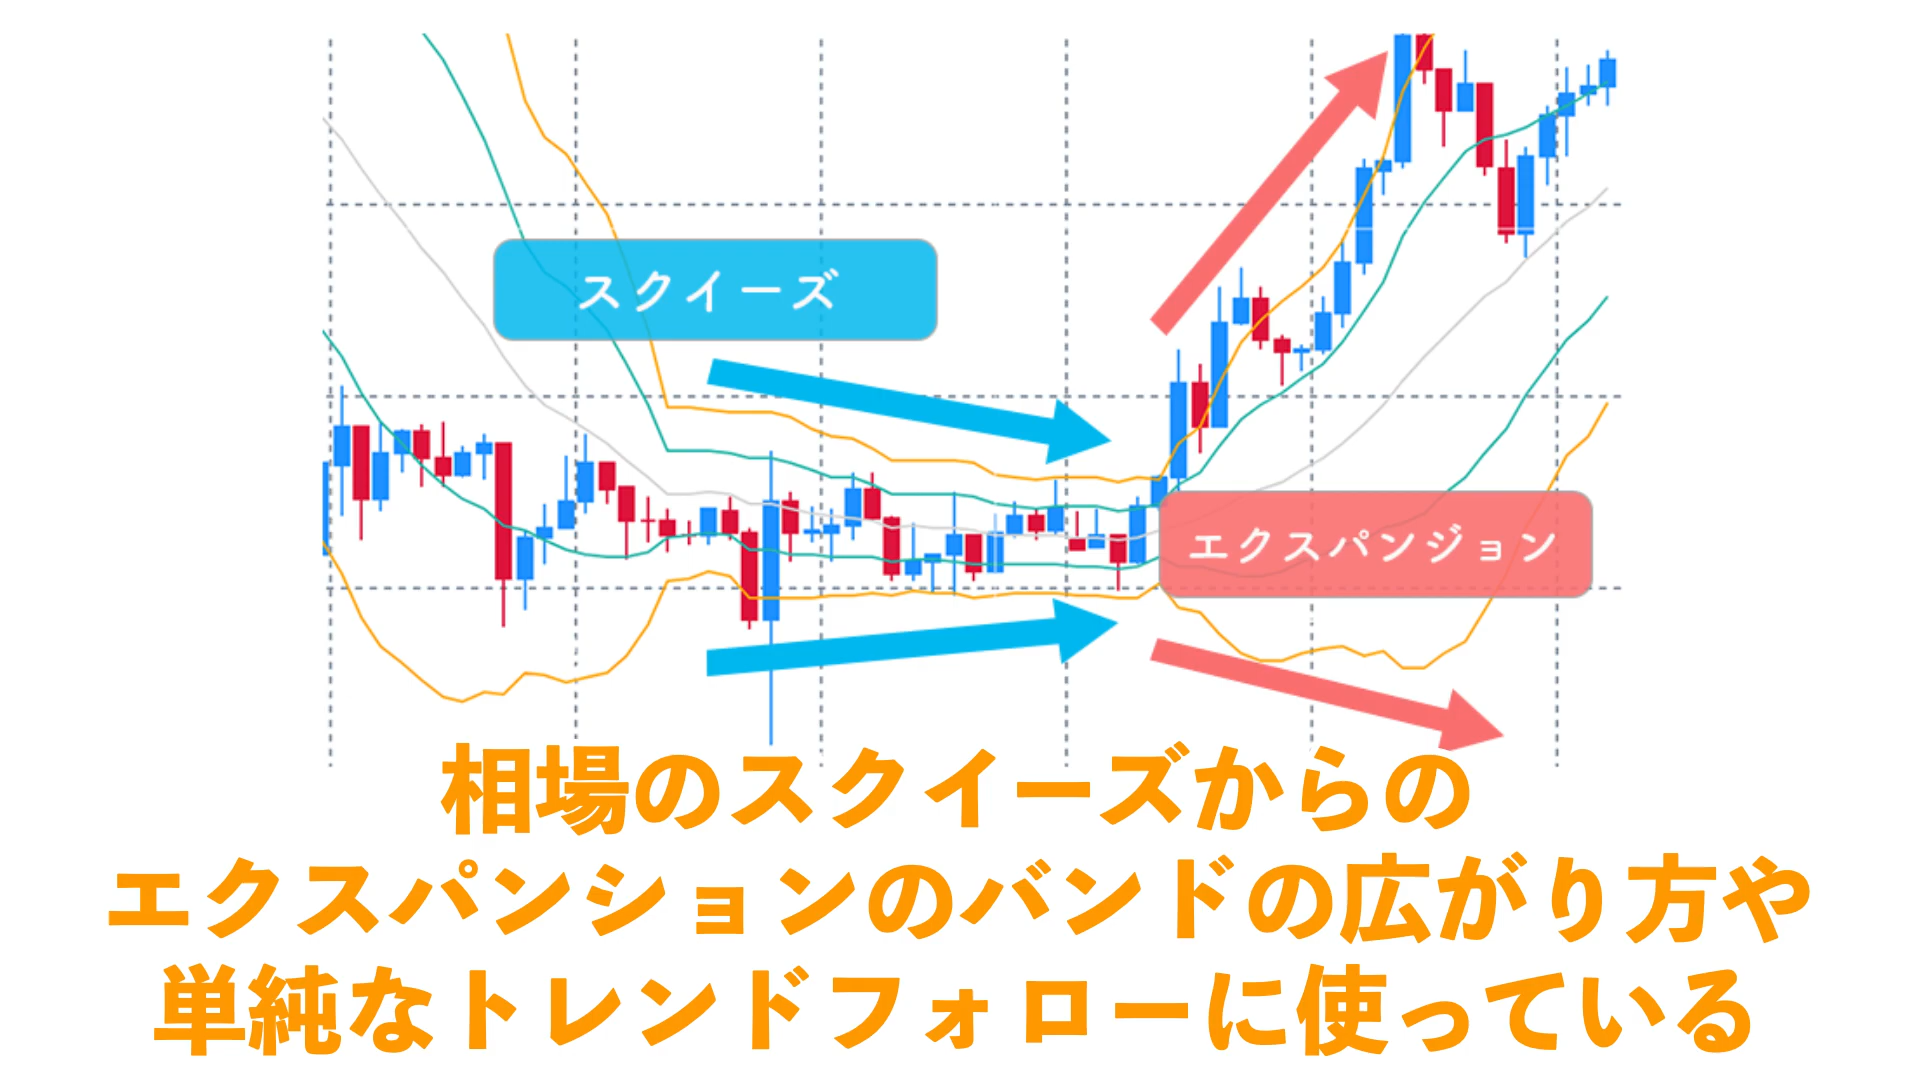 スクイーズ
エクスパンジョン
相場のスクイーズからの
エクスパンションのバンドの広がり方や
単純なトレンドフォローに使っている